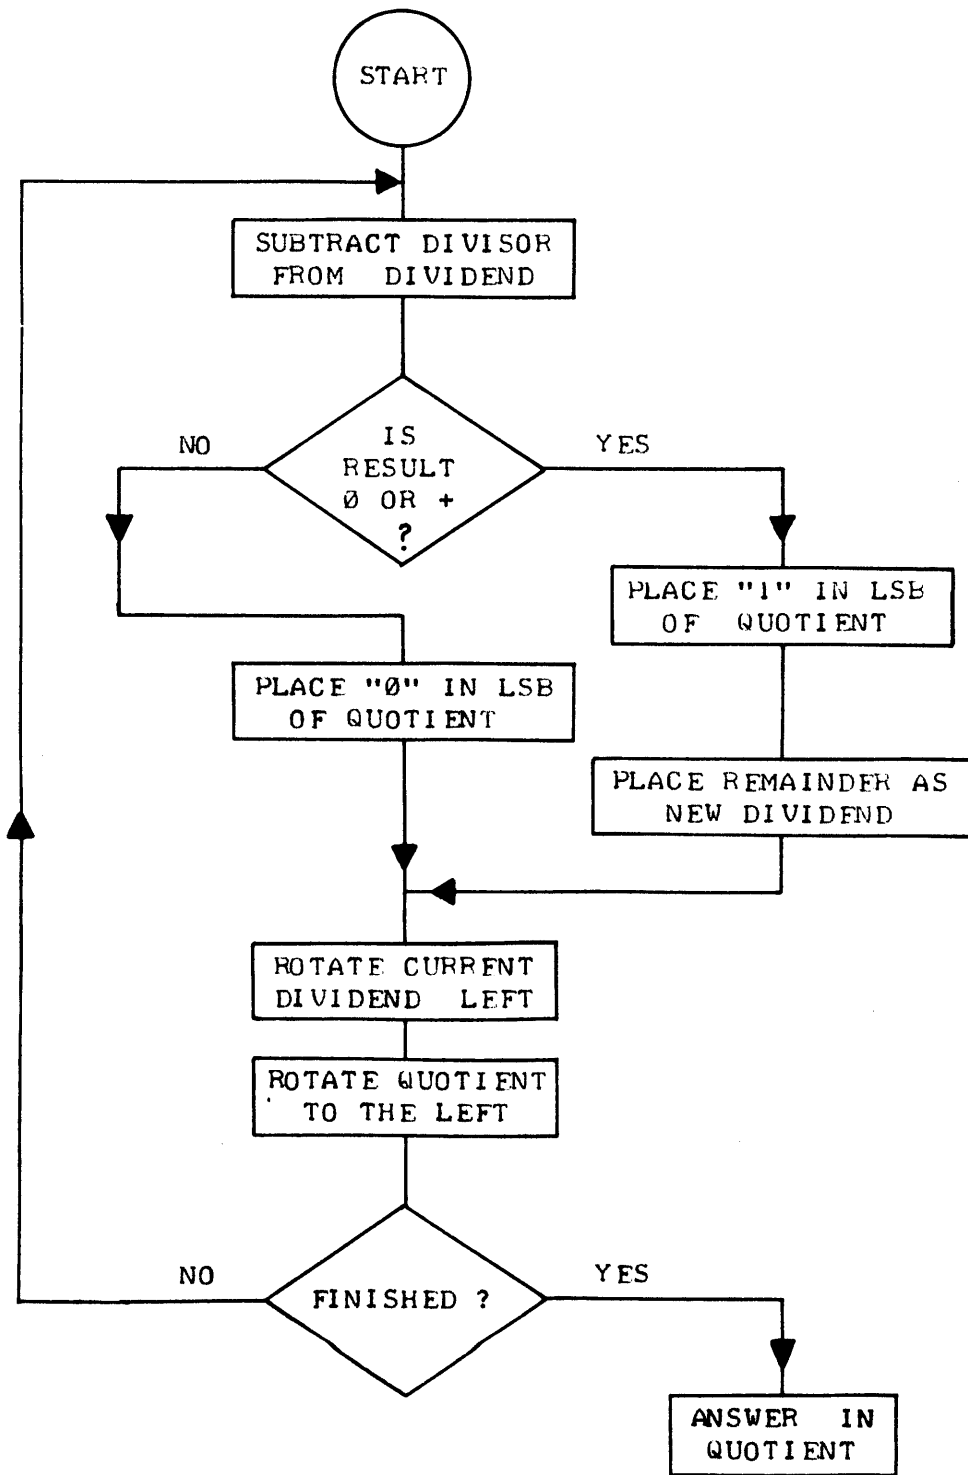 START
SUBTRACT DIVISOR
FROM DIVIDEND
IS
RESULT
Ø OR +
?
NO
YES
PLACE "1" IN LSB
OF QUOTIENT
PLACE "Ø" IN LSB
OF QUOTIENT
PLACE REMAINDER AS
NEW DIVIDEND
ROTATE CURRENT
DIVIDEND LEFT
ROTATE QUOTIENT
TO THE LEFT
FINISHED ?
NO
YES
ANSWER IN
QUOTIENT